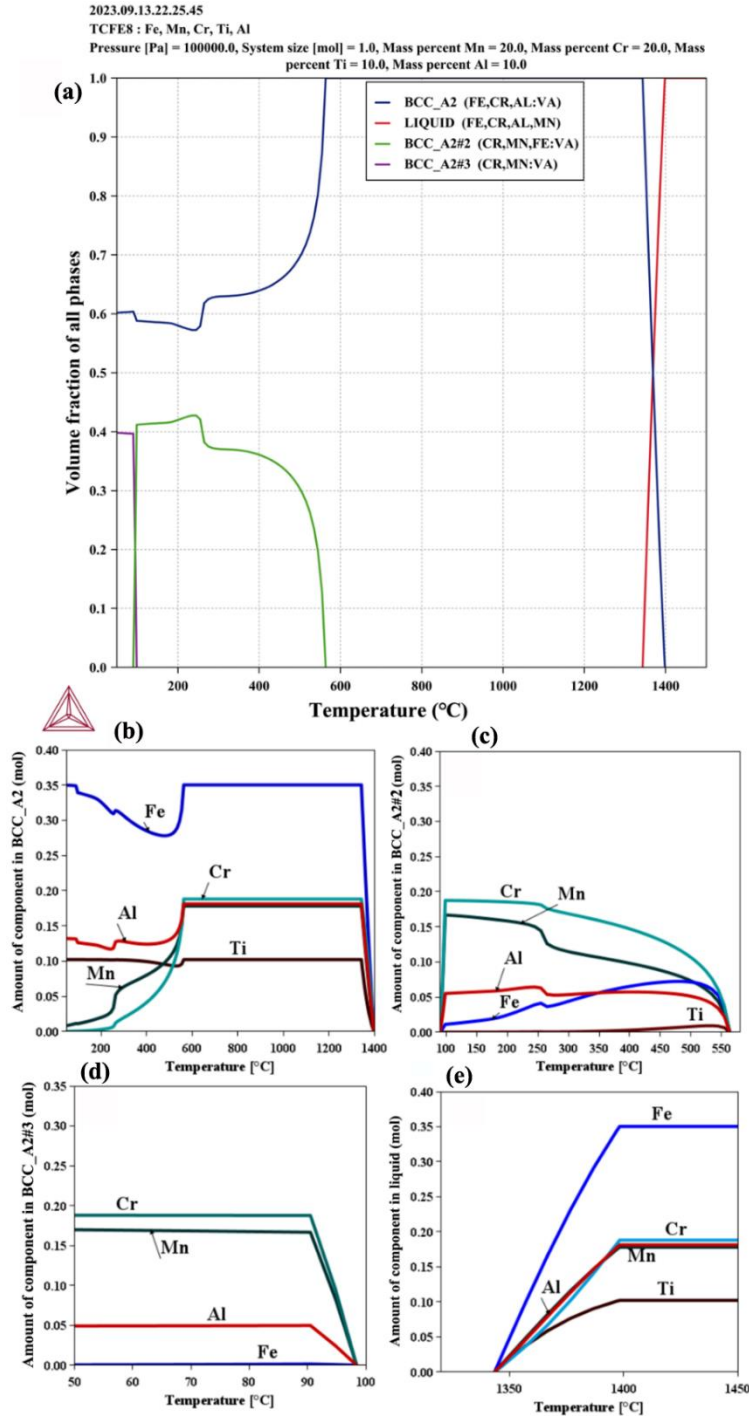 2023.09.13.22.25.45
TCFE8 : Fe, Mn, Cr, Ti, Al
Pressure [Pa] = 100000.0, System size [mol] = 1.0, Mass percent Mn = 20.0, Mass percent Cr = 20.0, Mass
percent Ti = 10.0, Mass percent Al = 10.0
(a)
BCC_A2 (FE,CR,AL:VA)
LIQUID (FE,CR,AL,MN)
BCC_A2#2 (CR,MN,FE:VA)
BCC_A2#3 (CR,MN:VA)
Volume fraction of all phases
1.0
0.9
0.8
0.7
0.6
0.5
0.4
0.3
0.2
0.1
0.0
200 400 600 800 1000 1200 1400
Temperature (°C)
(b)
Amount of component in BCC_A2 (mol)
0.40
0.35
0.30
0.25
0.20
0.15
0.10
0.05
0.00
Fe
Cr
Al
Mn
Ti
200 400 600 800 1000 1200 1400
Temperature [°C]
(c)
Amount of component in BCC_A2#2 (mol)
0.40
0.35
0.30
0.25
0.20
0.15
0.10
0.05
0.00
Cr
Mn
Al
Fe
Ti
100 150 200 250 300 350 400 450 500 550
Temperature [°C]
(d)
Amount of component in BCC_A2#3 (mol)
0.35
0.30
0.25
0.20
0.15
0.10
0.05
0.00
Cr
Mn
Al
Fe
50 60 70 80 90 100
Temperature [°C]
(e)
Amount of component in liquid (mol)
0.40
0.35
0.30
0.25
0.20
0.15
0.10
0.05
0.00
Fe
Cr
Mn
Al
Ti
1350 1400 1450
Temperature [°C]